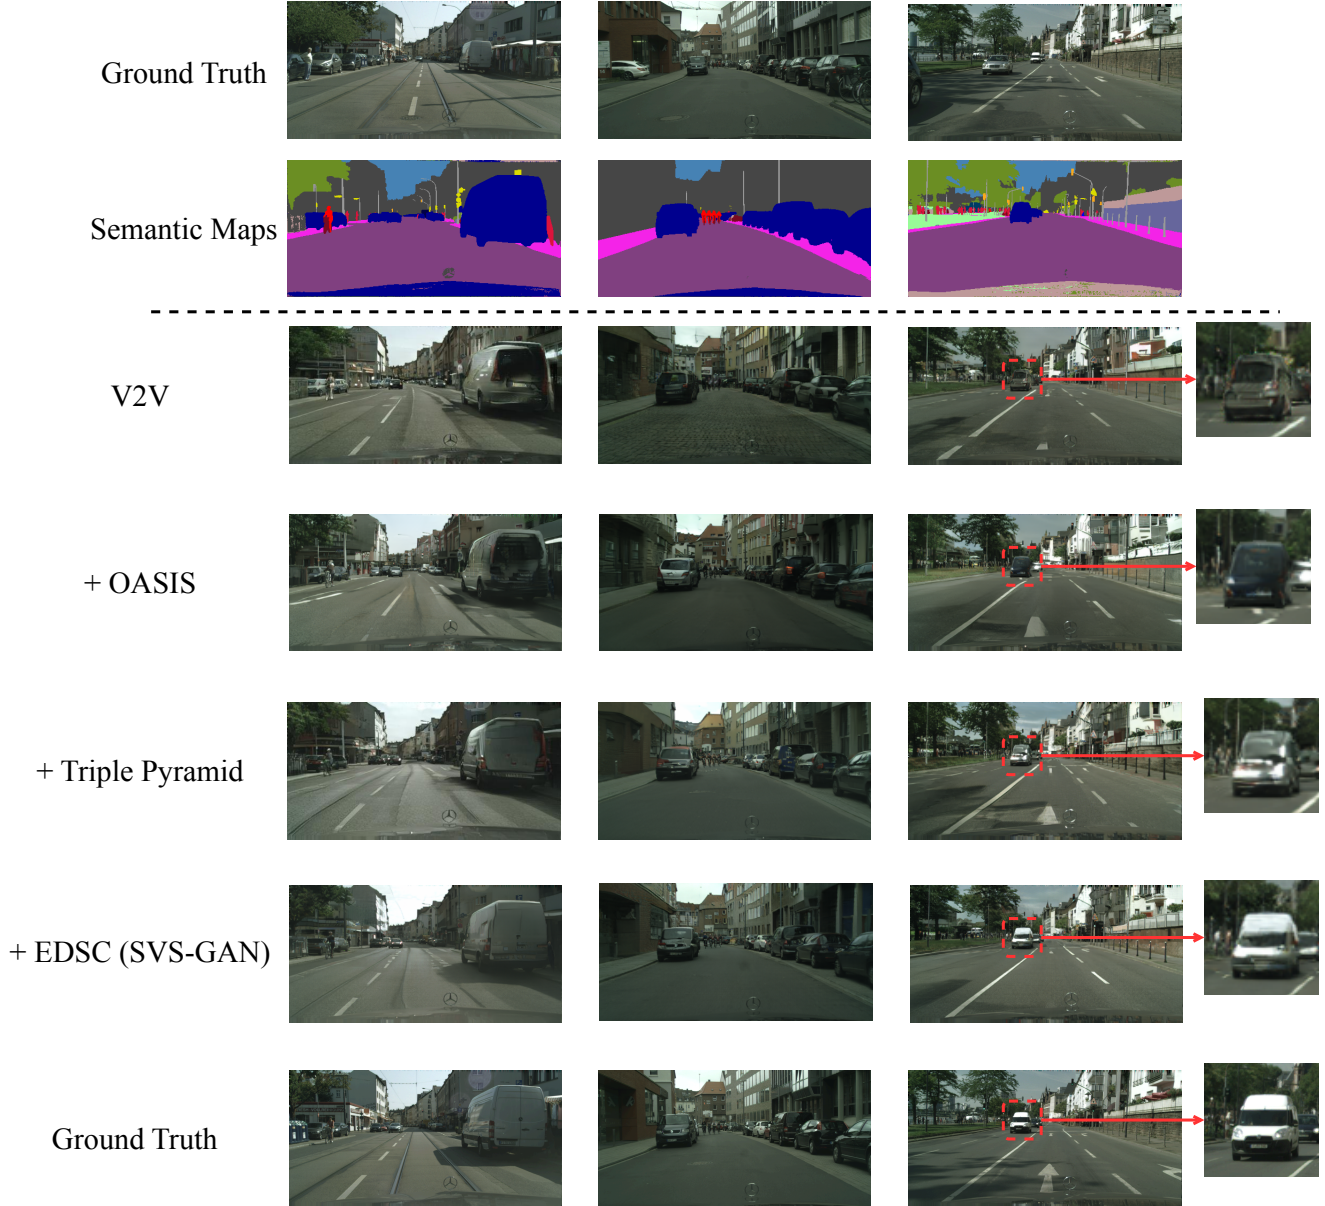 Ground Truth
Semantic Maps
V2V
+ OASIS
+ Triple Pyramid
+ EDSC (SVS-GAN)
Ground Truth